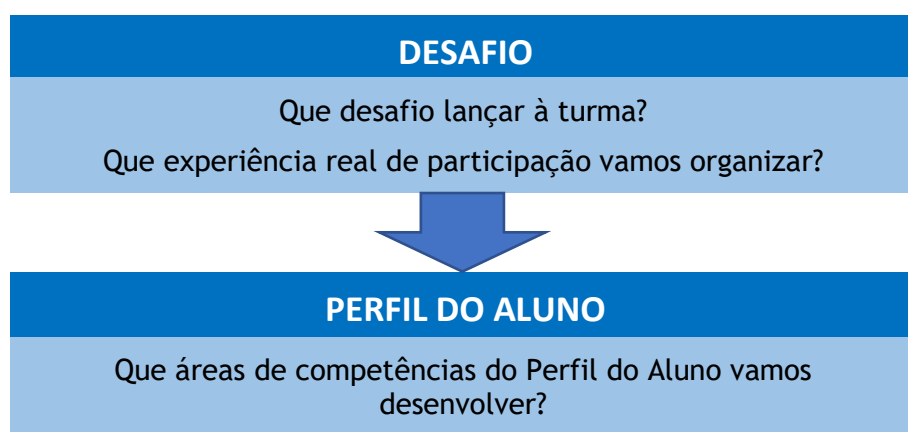 DESAFIO
Que desafio lançar à turma?
Que experiência real de participação vamos organizar?
PERFIL DO ALUNO
Que áreas de competências do Perfil do Aluno vamos
desenvolver?